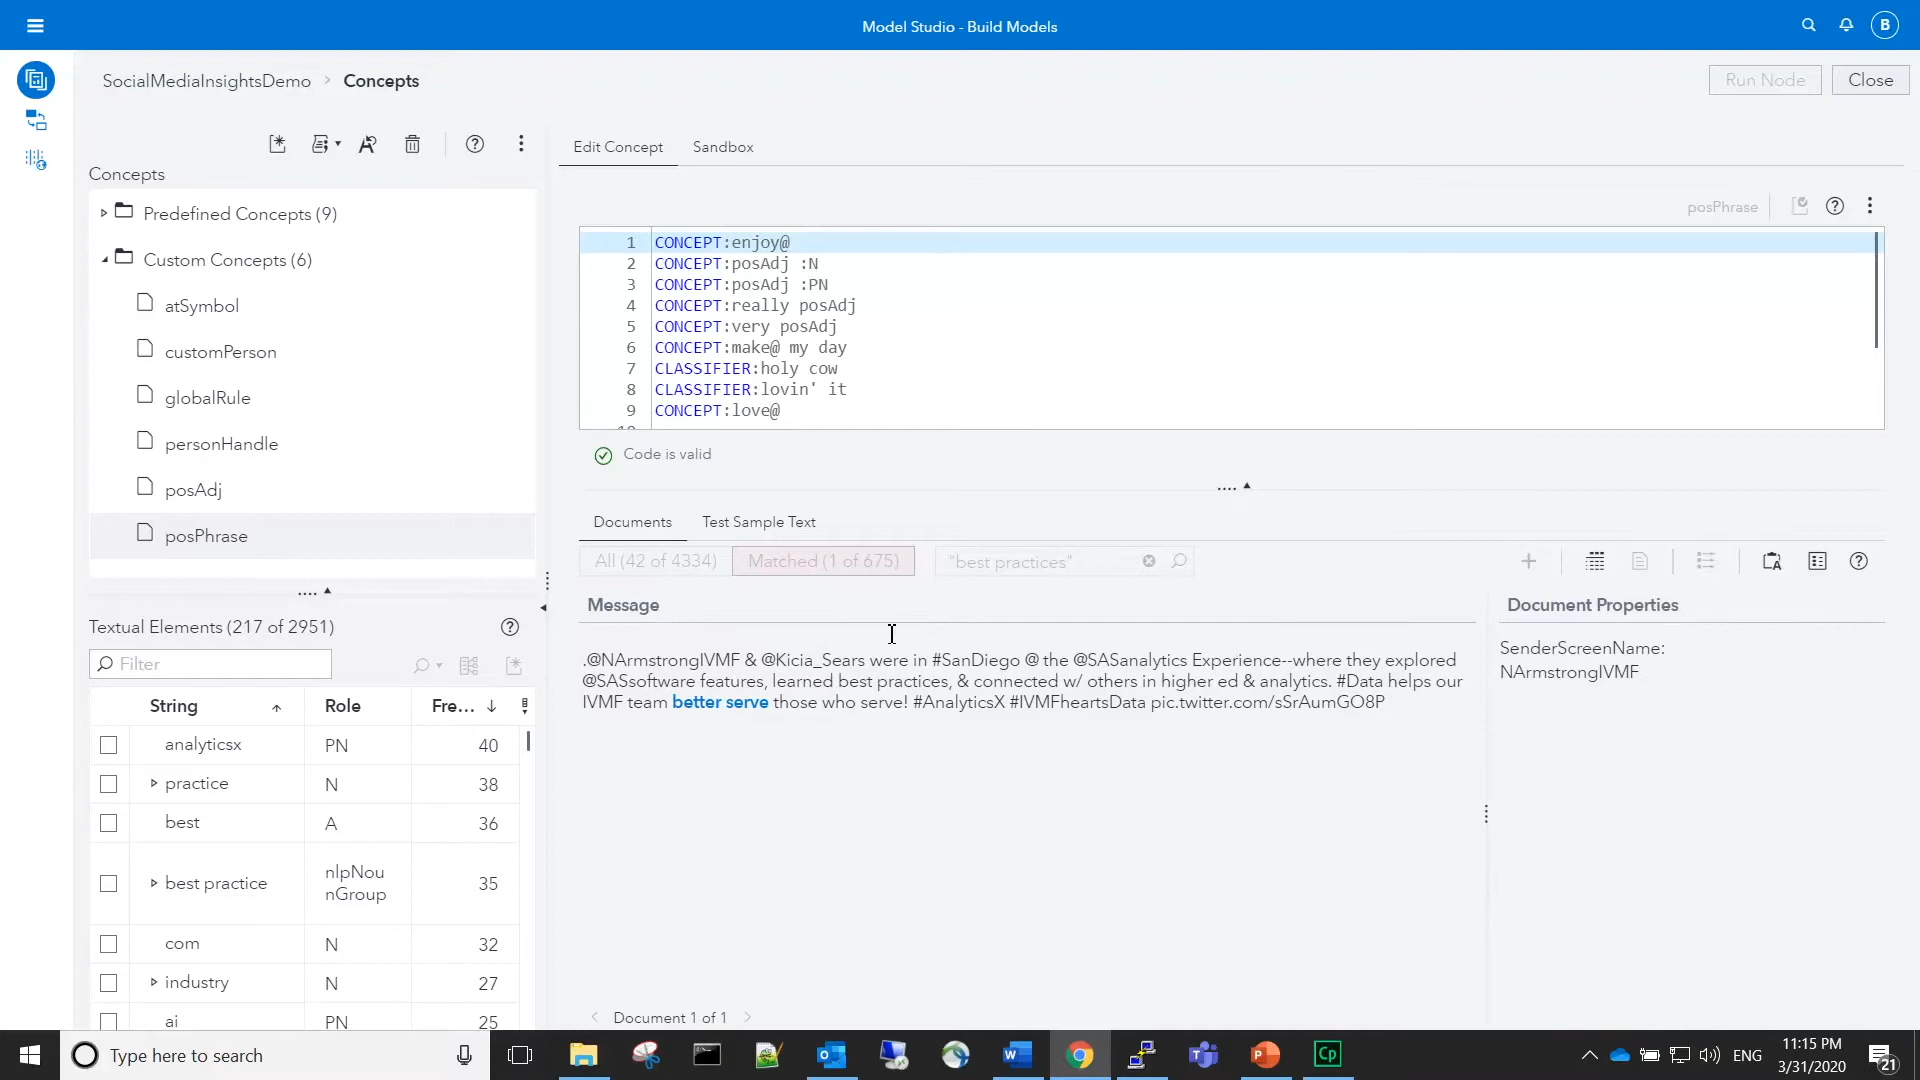 Model Studio - Build Models
B
SocialMediaInsightsDemo > Concepts
Run Node
Close
Concepts
Predefined Concepts (9)
Custom Concepts (6)
atSymbol
customPerson
globalRule
personHandle
posAdj
posPhrase
Textual Elements (217 of 2951)
Filter
String Role Fre...
analyticsx PN 40
practice N 38
best A 36
best practice nlpNou
nGroup 35
com N 32
industry N 27
ai PN 25
Edit Concept Sandbox
posPhrase
1 CONCEPT:enjoy@
2 CONCEPT:posAdj :N
3 CONCEPT:posAdj :PN
4 CONCEPT:really posAdj
5 CONCEPT:very posAdj
6 CONCEPT:make@ my day
7 CLASSIFIER:holy cow
8 CLASSIFIER:lovin' it
9 CONCEPT:love@
Code is valid
Documents Test Sample Text
All (42 of 4334) Matched (1 of 675) "best practices"
Message
.@NArmstrongIVMF & @Kicia_Sears were in #SanDiego @ the @SASanalytics Experience--where they explored
@SASsoftware features, learned best practices, & connected w/ others in higher ed & analytics. #Data helps our
IVMF team better serve those who serve! #AnalyticsX #IVMFheartsData pic.twitter.com/sSrAumGO8P
Document Properties
SenderScreenName:
NArmstrongIVMF
Document 1 of 1
Type here to search
ENG
11:15 PM
3/31/2020
21